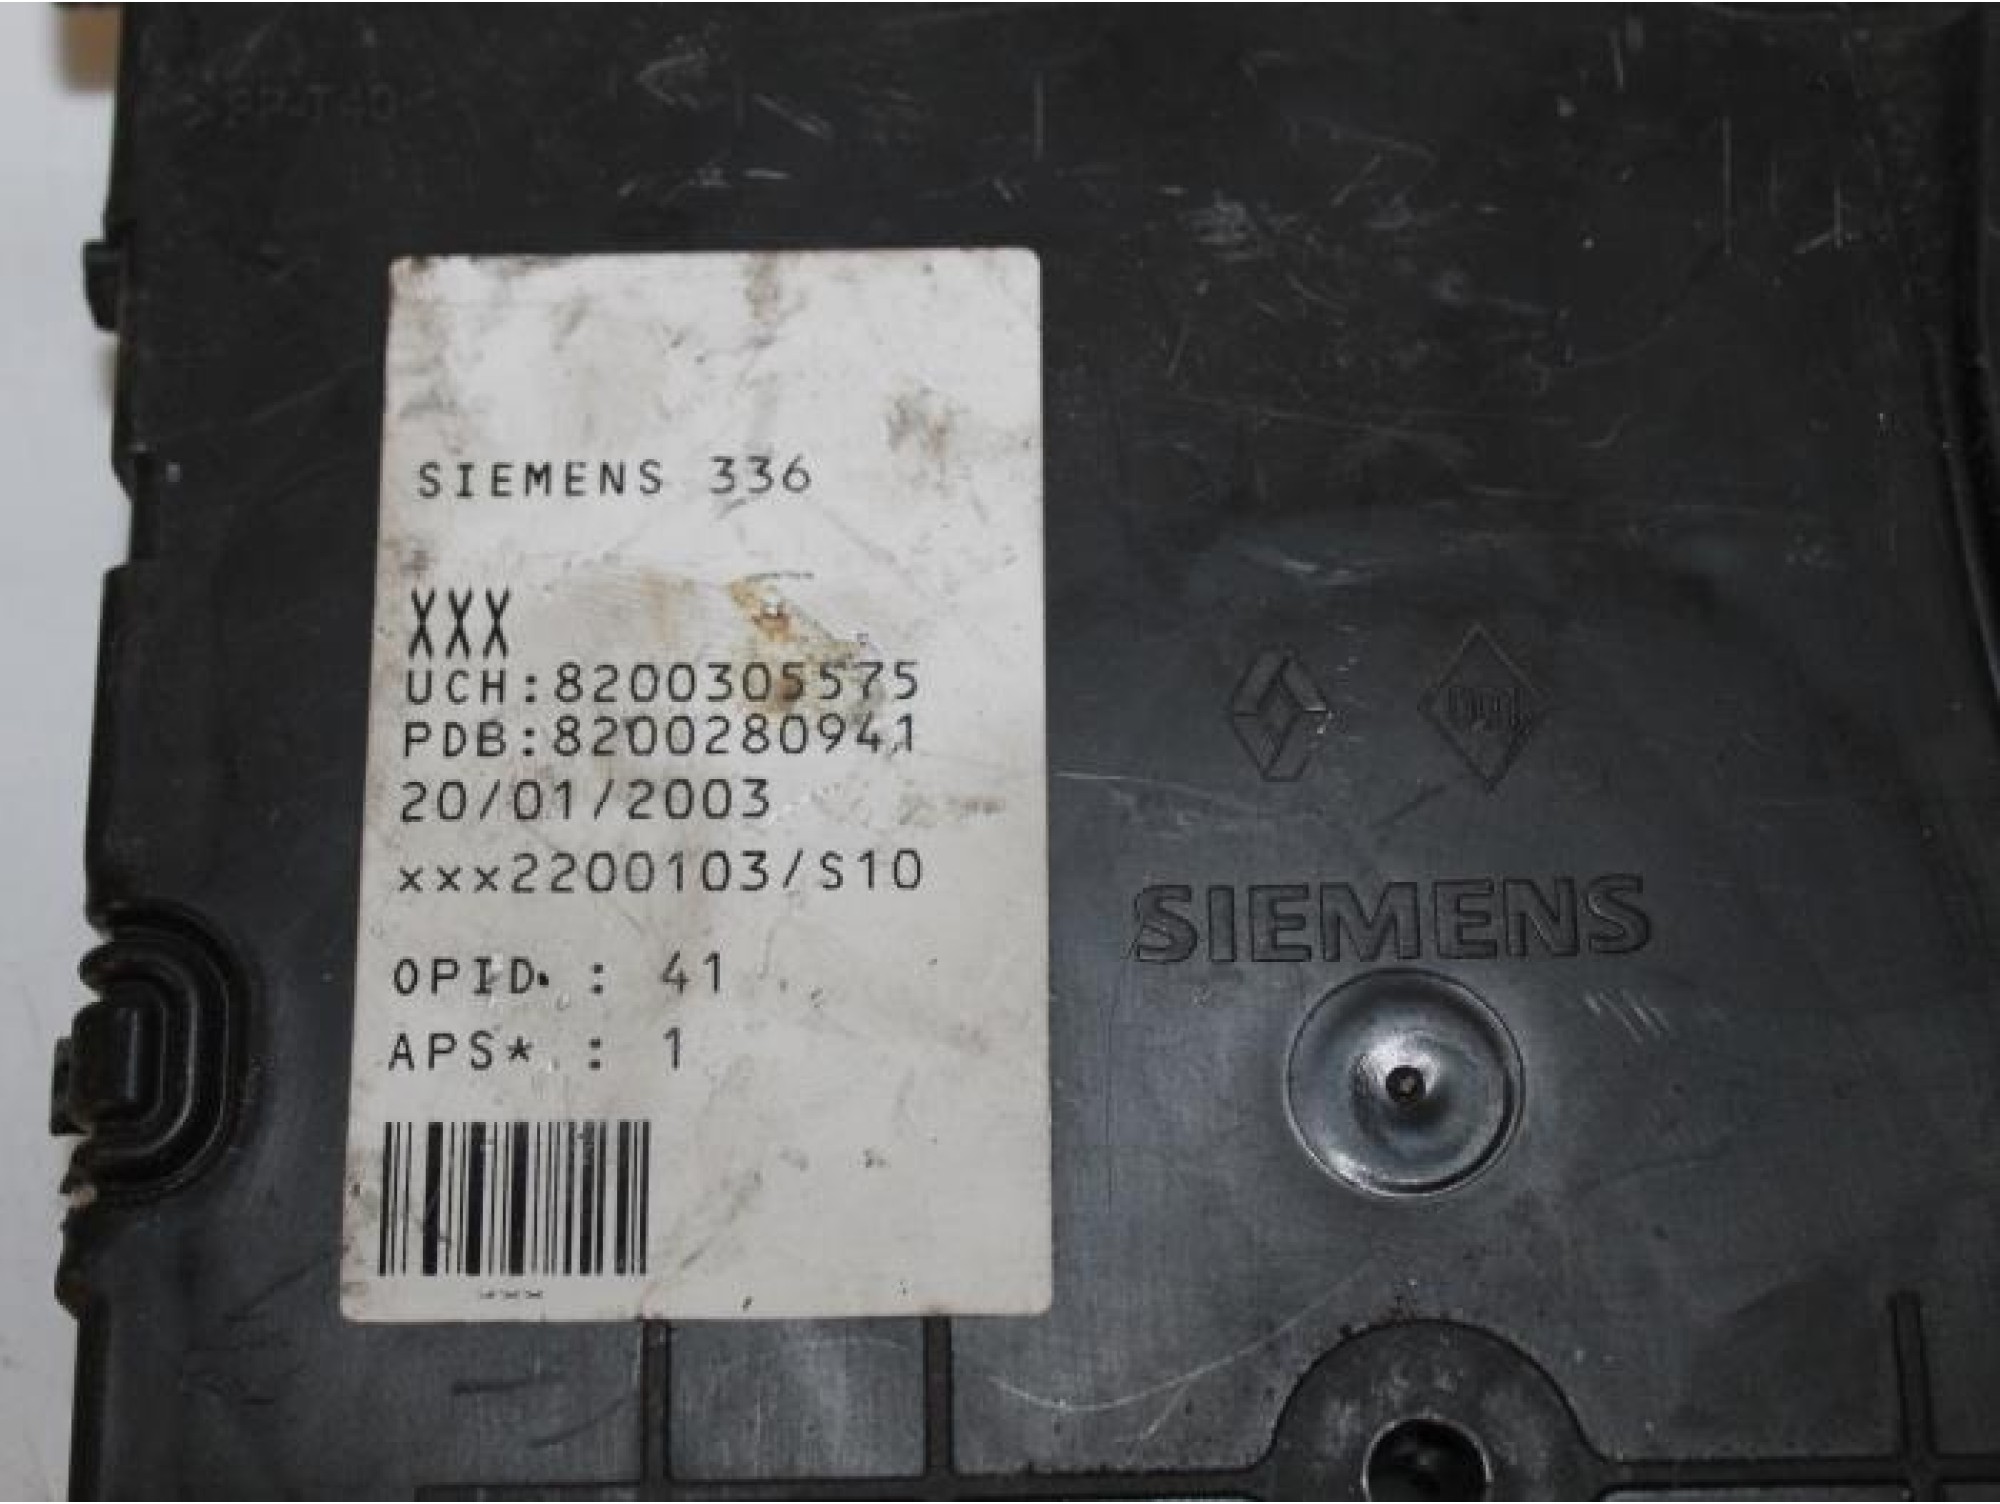 SIEMENS 336
XXX
UCH:8200305575
PDB:8200280941
20/01/2003
xxx2200103/S10
OPID. : 41
APS* : 1
SIEMENS